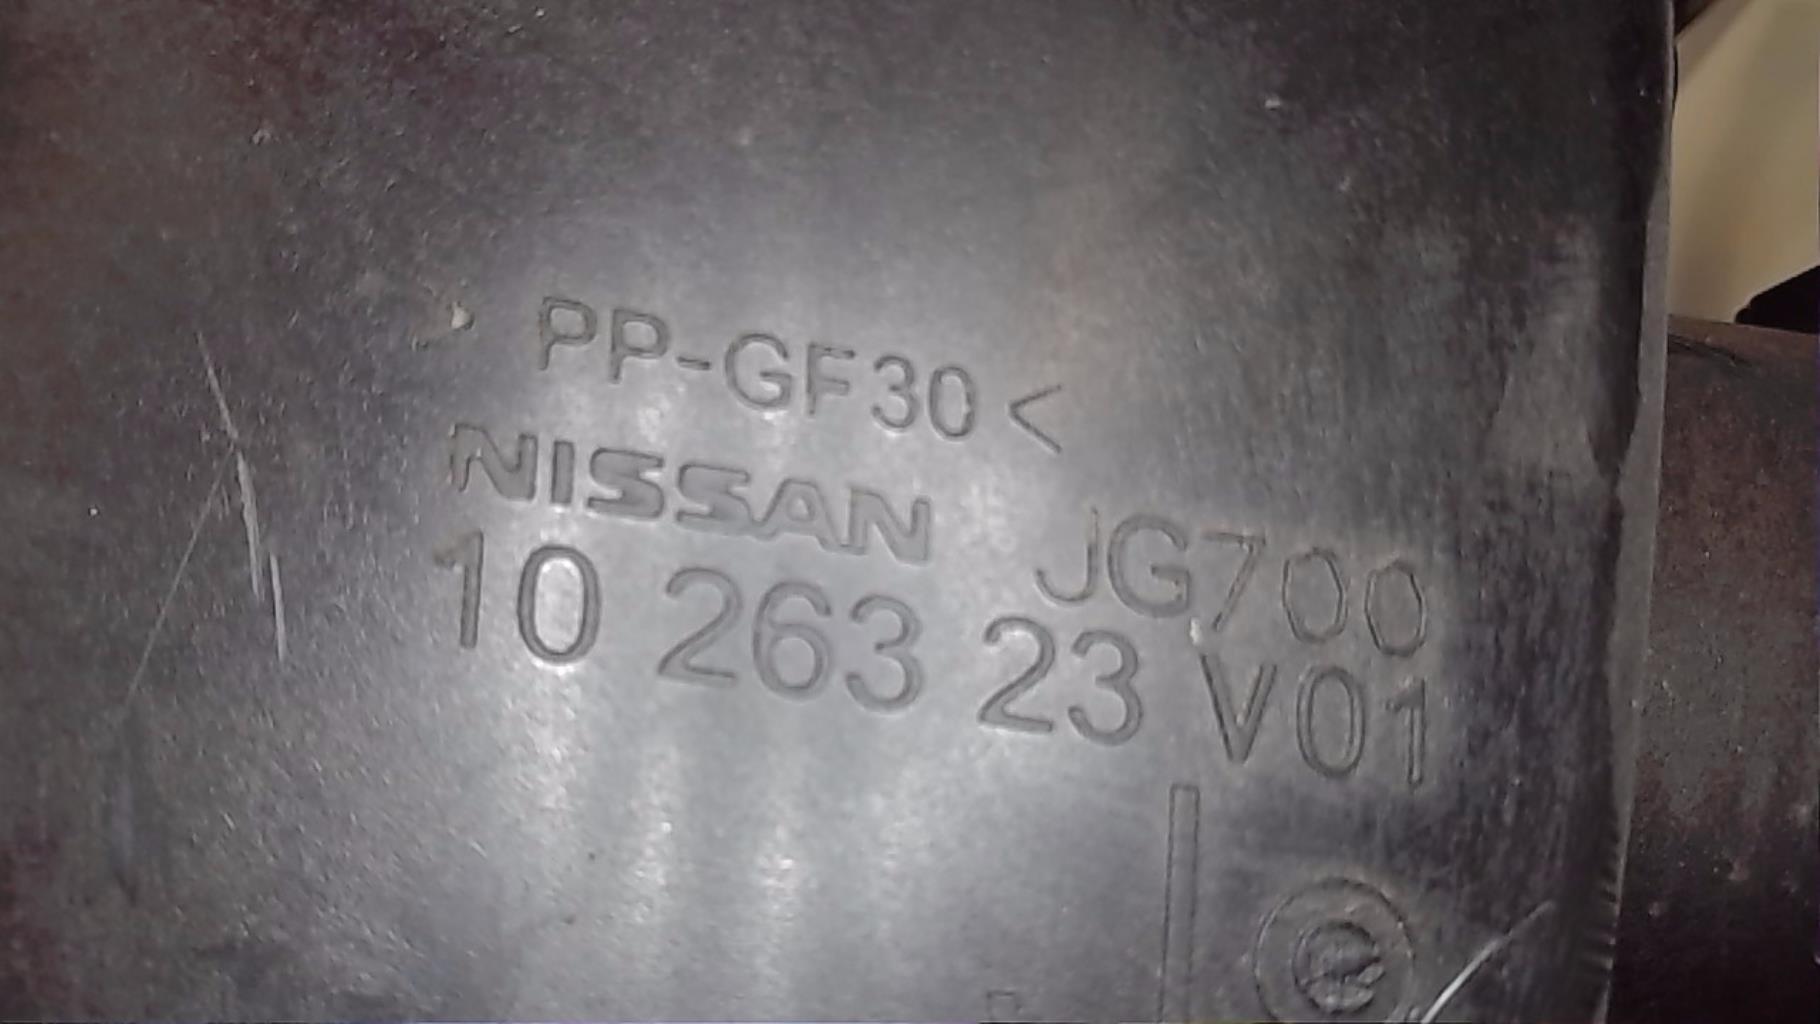 PP-GF30<
NISSAN JG700
10 263 23 V01